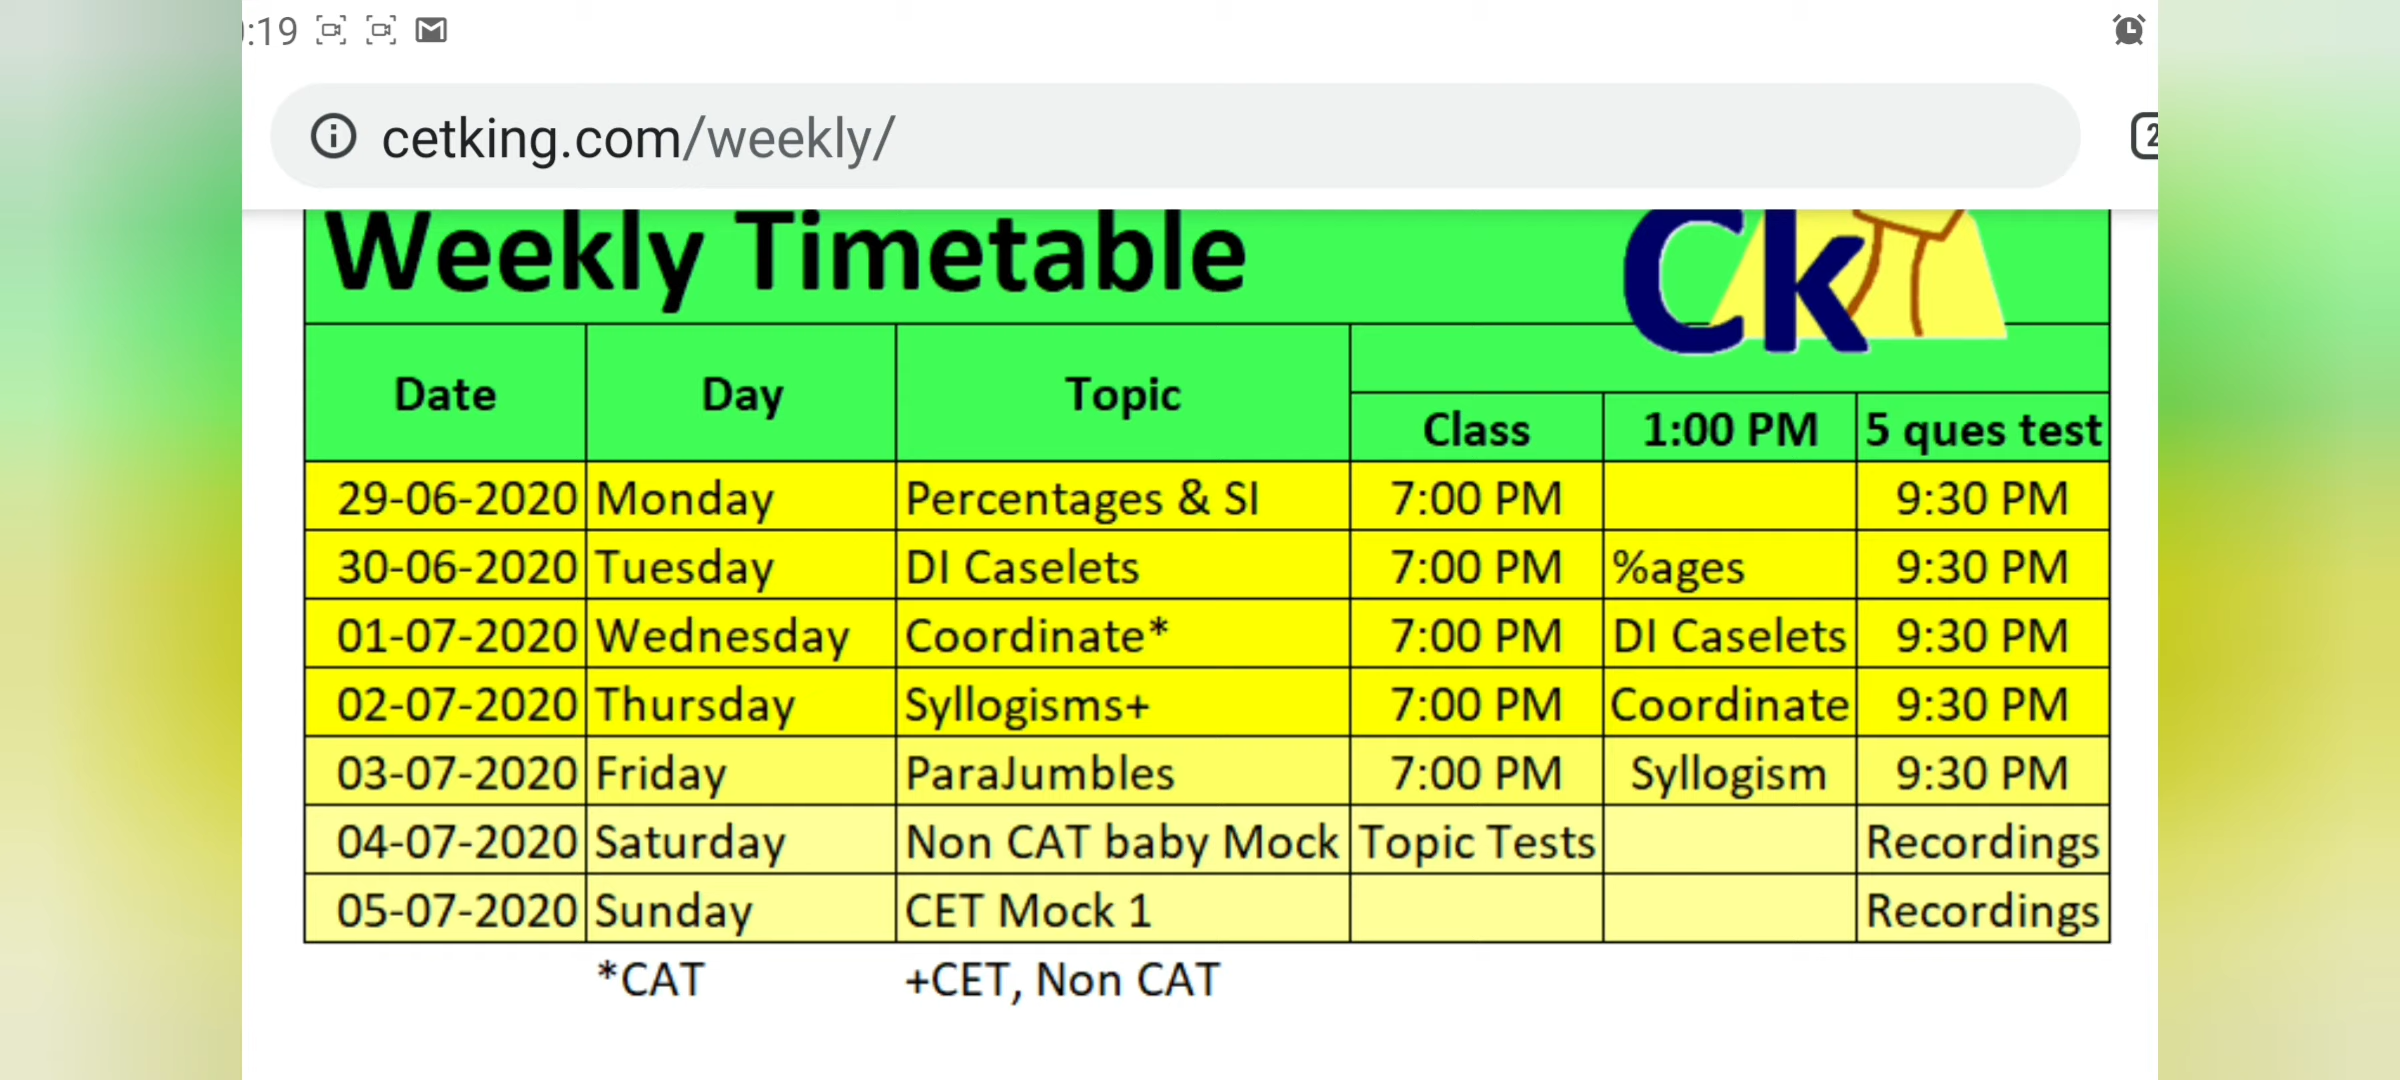 :19
cetking.com/weekly/
2
Weekly Timetable
Ck
Date Day Topic
Class 1:00 PM 5 ques test
29-06-2020 Monday Percentages & SI 7:00 PM 9:30 PM
30-06-2020 Tuesday DI Caselets 7:00 PM %ages 9:30 PM
01-07-2020 Wednesday Coordinate* 7:00 PM DI Caselets 9:30 PM
02-07-2020 Thursday Syllogisms+ 7:00 PM Coordinate 9:30 PM
03-07-2020 Friday ParaJumbles 7:00 PM Syllogism 9:30 PM
04-07-2020 Saturday Non CAT baby Mock Topic Tests Recordings
05-07-2020 Sunday CET Mock 1 Recordings
*CAT +CET, Non CAT